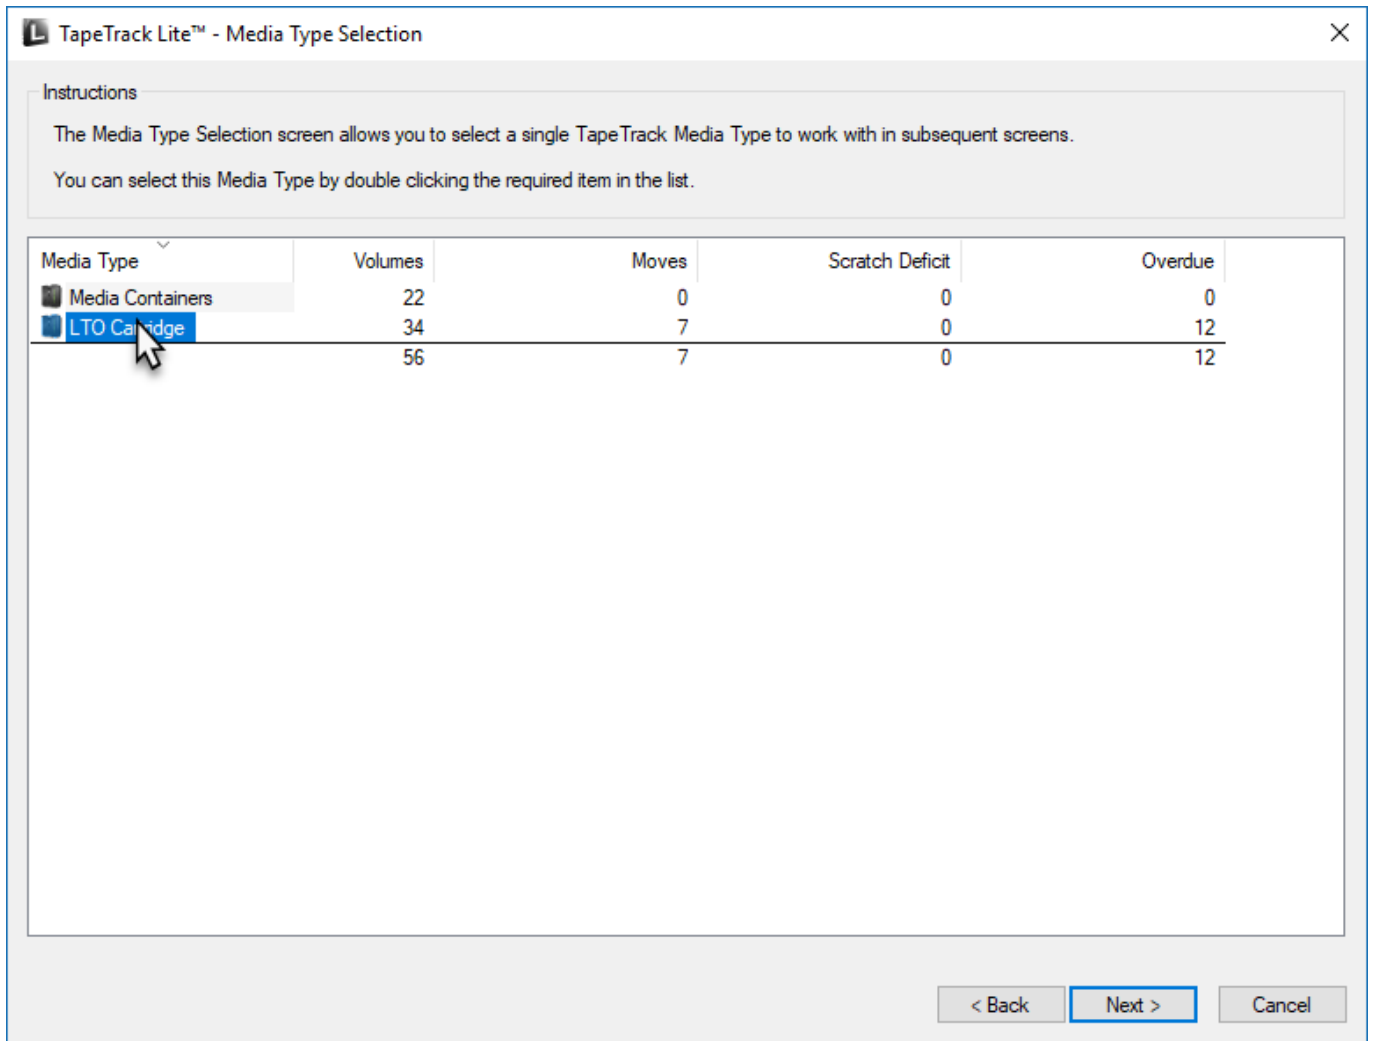 TapeTrack Lite™ - Media Type Selection
Instructions
The Media Type Selection screen allows you to select a single TapeTrack Media Type to work with in subsequent screens.
You can select this Media Type by double clicking the required item in the list.
Media Type Volumes Moves Scratch Deficit Overdue
Media Containers 22 0 0 0
LTO Cartridge 34 7 0 12
56 7 0 12
< Back Next > Cancel